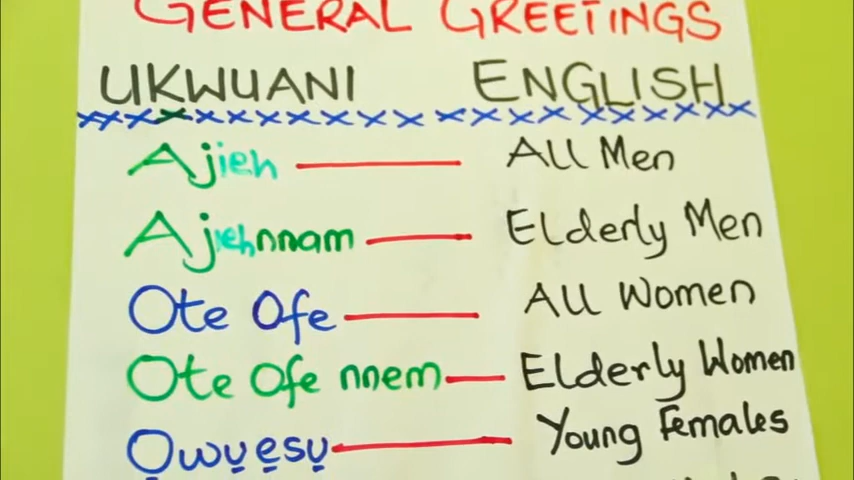 GENERAL GREETINGS
UKWUANI ENGLISH
Ajieh — All Men
Ajiehnnam — Elderly Men
Ote Ofe — All Women
Ote Ofe nnem — Elderly Women
Ọwụẹsụ — Young Females